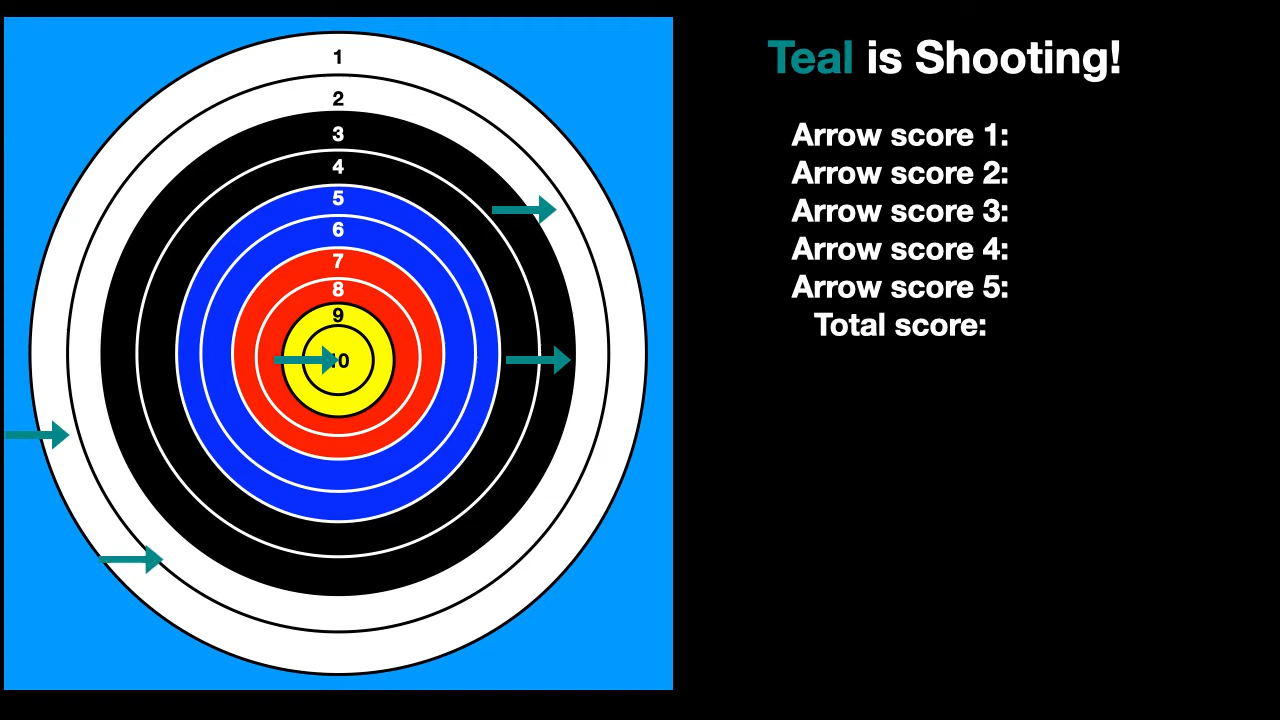 1
2
3
4
5
6
7
8
9
10
Teal is Shooting!
Arrow score 1:
Arrow score 2:
Arrow score 3:
Arrow score 4:
Arrow score 5:
Total score: